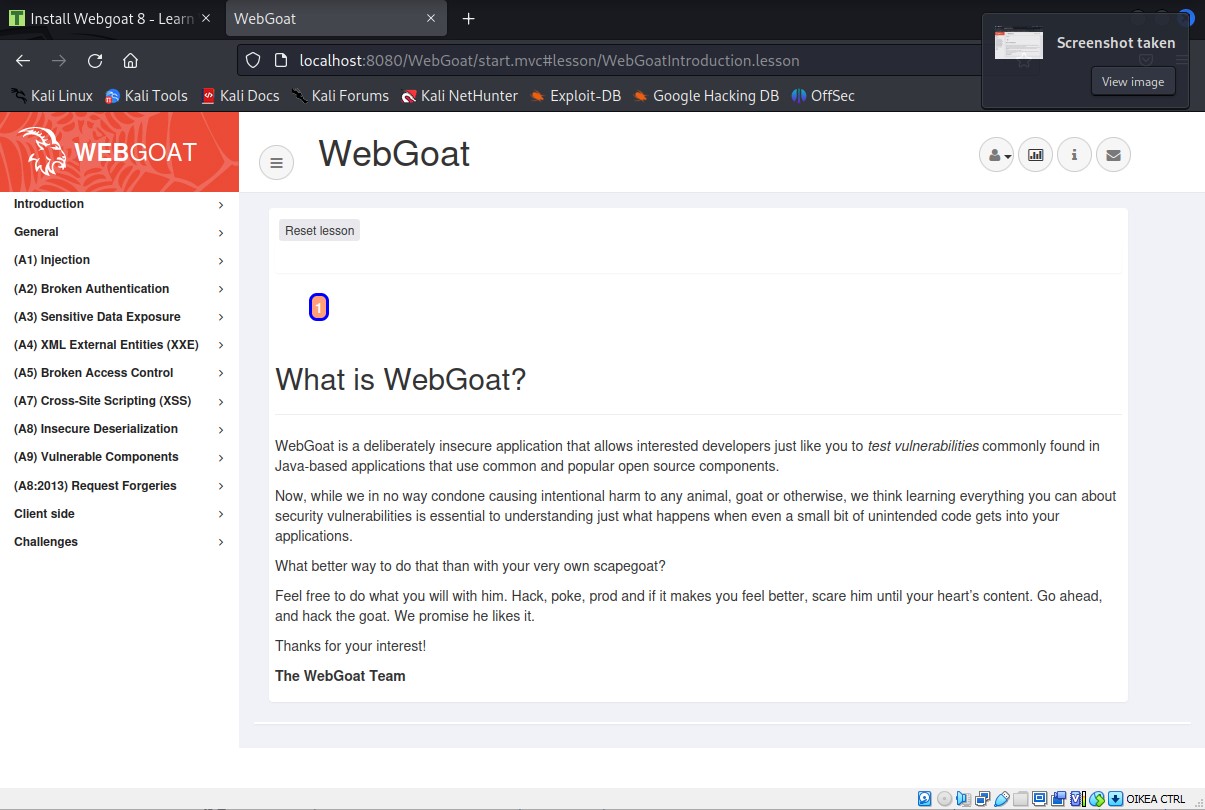 Install Webgoat 8 - Learn
WebGoat
Screenshot taken
View image
localhost:8080/WebGoat/start.mvc#lesson/WebGoatIntroduction.lesson
Kali Linux Kali Tools Kali Docs Kali Forums Kali NetHunter Exploit-DB Google Hacking DB OffSec
WEBGOAT
WebGoat
Introduction
General
(A1) Injection
(A2) Broken Authentication
(A3) Sensitive Data Exposure
(A4) XML External Entities (XXE)
(A5) Broken Access Control
(A7) Cross-Site Scripting (XSS)
(A8) Insecure Deserialization
(A9) Vulnerable Components
(A8:2013) Request Forgeries
Client side
Challenges
Reset lesson
1
What is WebGoat?
WebGoat is a deliberately insecure application that allows interested developers just like you to test vulnerabilities commonly found in
Java-based applications that use common and popular open source components.
Now, while we in no way condone causing intentional harm to any animal, goat or otherwise, we think learning everything you can about
security vulnerabilities is essential to understanding just what happens when even a small bit of unintended code gets into your
applications.
What better way to do that than with your very own scapegoat?
Feel free to do what you will with him. Hack, poke, prod and if it makes you feel better, scare him until your heart’s content. Go ahead,
and hack the goat. We promise he likes it.
Thanks for your interest!
The WebGoat Team
OIKEA CTRL